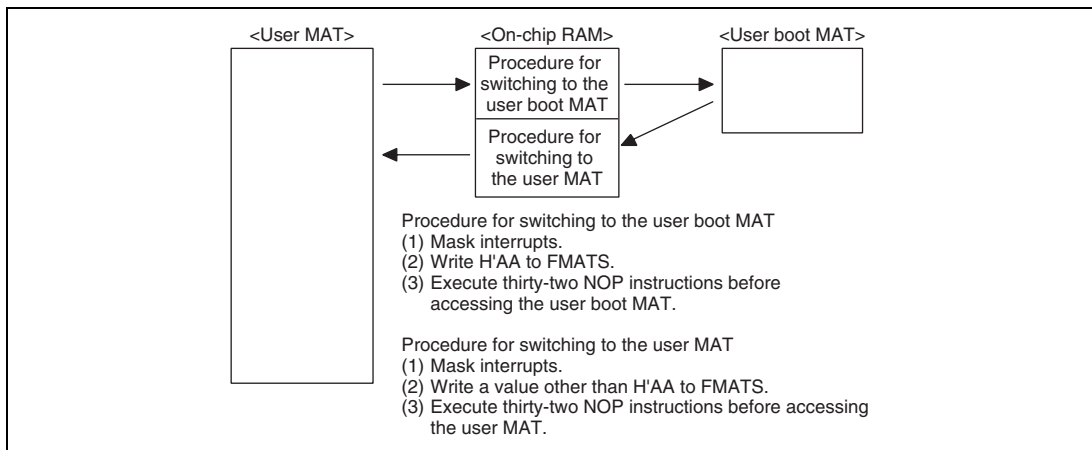 <User MAT>
<On-chip RAM>
<User boot MAT>
Procedure for
switching to the
user boot MAT
Procedure for
switching to
the user MAT
Procedure for switching to the user boot MAT
(1) Mask interrupts.
(2) Write H'AA to FMATS.
(3) Execute thirty-two NOP instructions before
accessing the user boot MAT.
Procedure for switching to the user MAT
(1) Mask interrupts.
(2) Write a value other than H'AA to FMATS.
(3) Execute thirty-two NOP instructions before accessing
the user MAT.